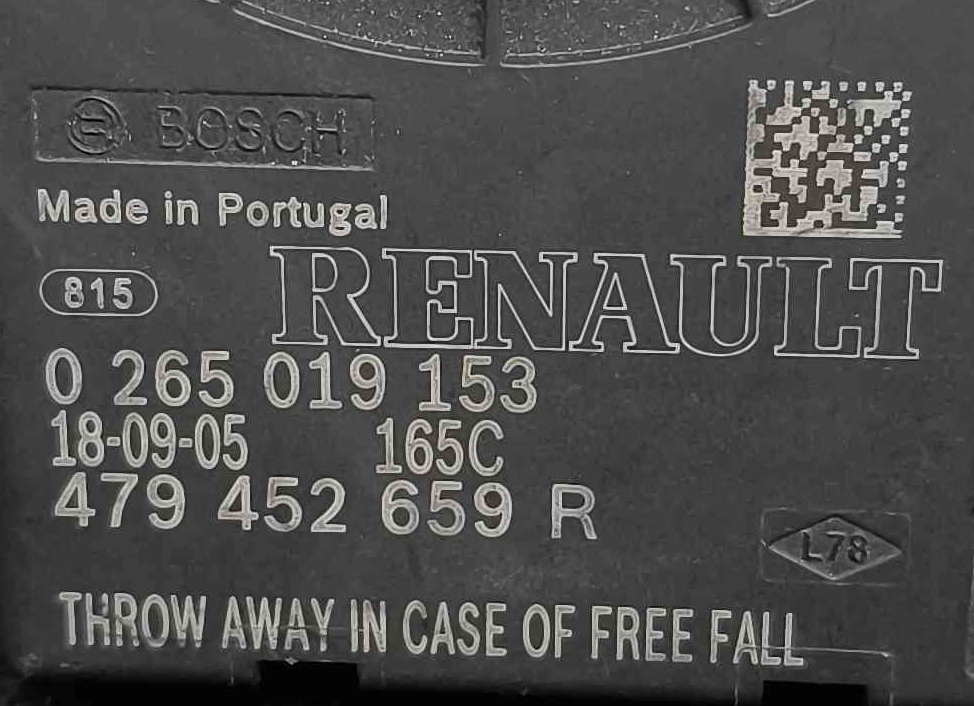 BOSCH
Made in Portugal
815 RENAULT
0 265 019 153
18-09-05 165C
479 452 659 R
L78
THROW AWAY IN CASE OF FREE FALL